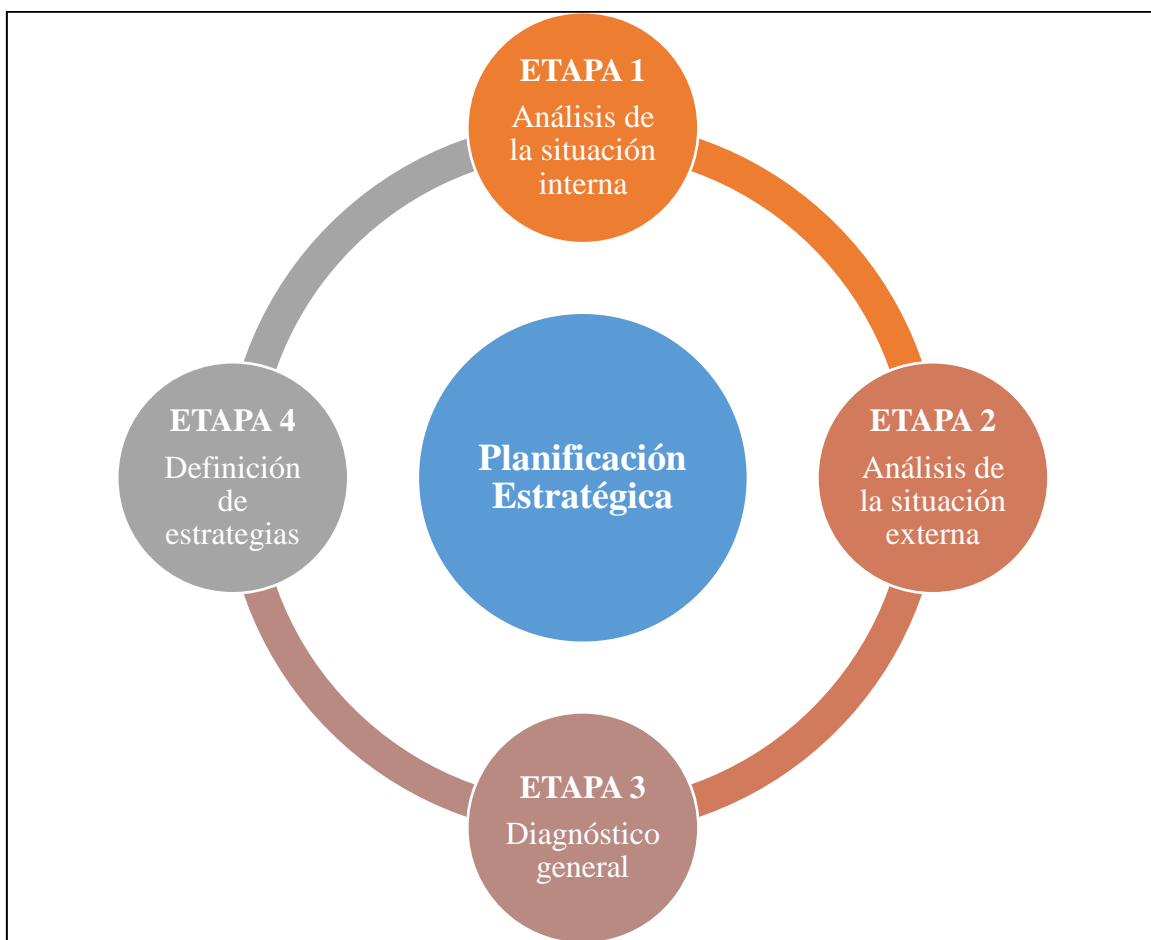 ETAPA 1
Análisis de
la situación
interna
ETAPA 2
Análisis de
la situación
externa
ETAPA 3
Diagnóstico
general
ETAPA 4
Definición
de
estrategias
Planificación
Estratégica